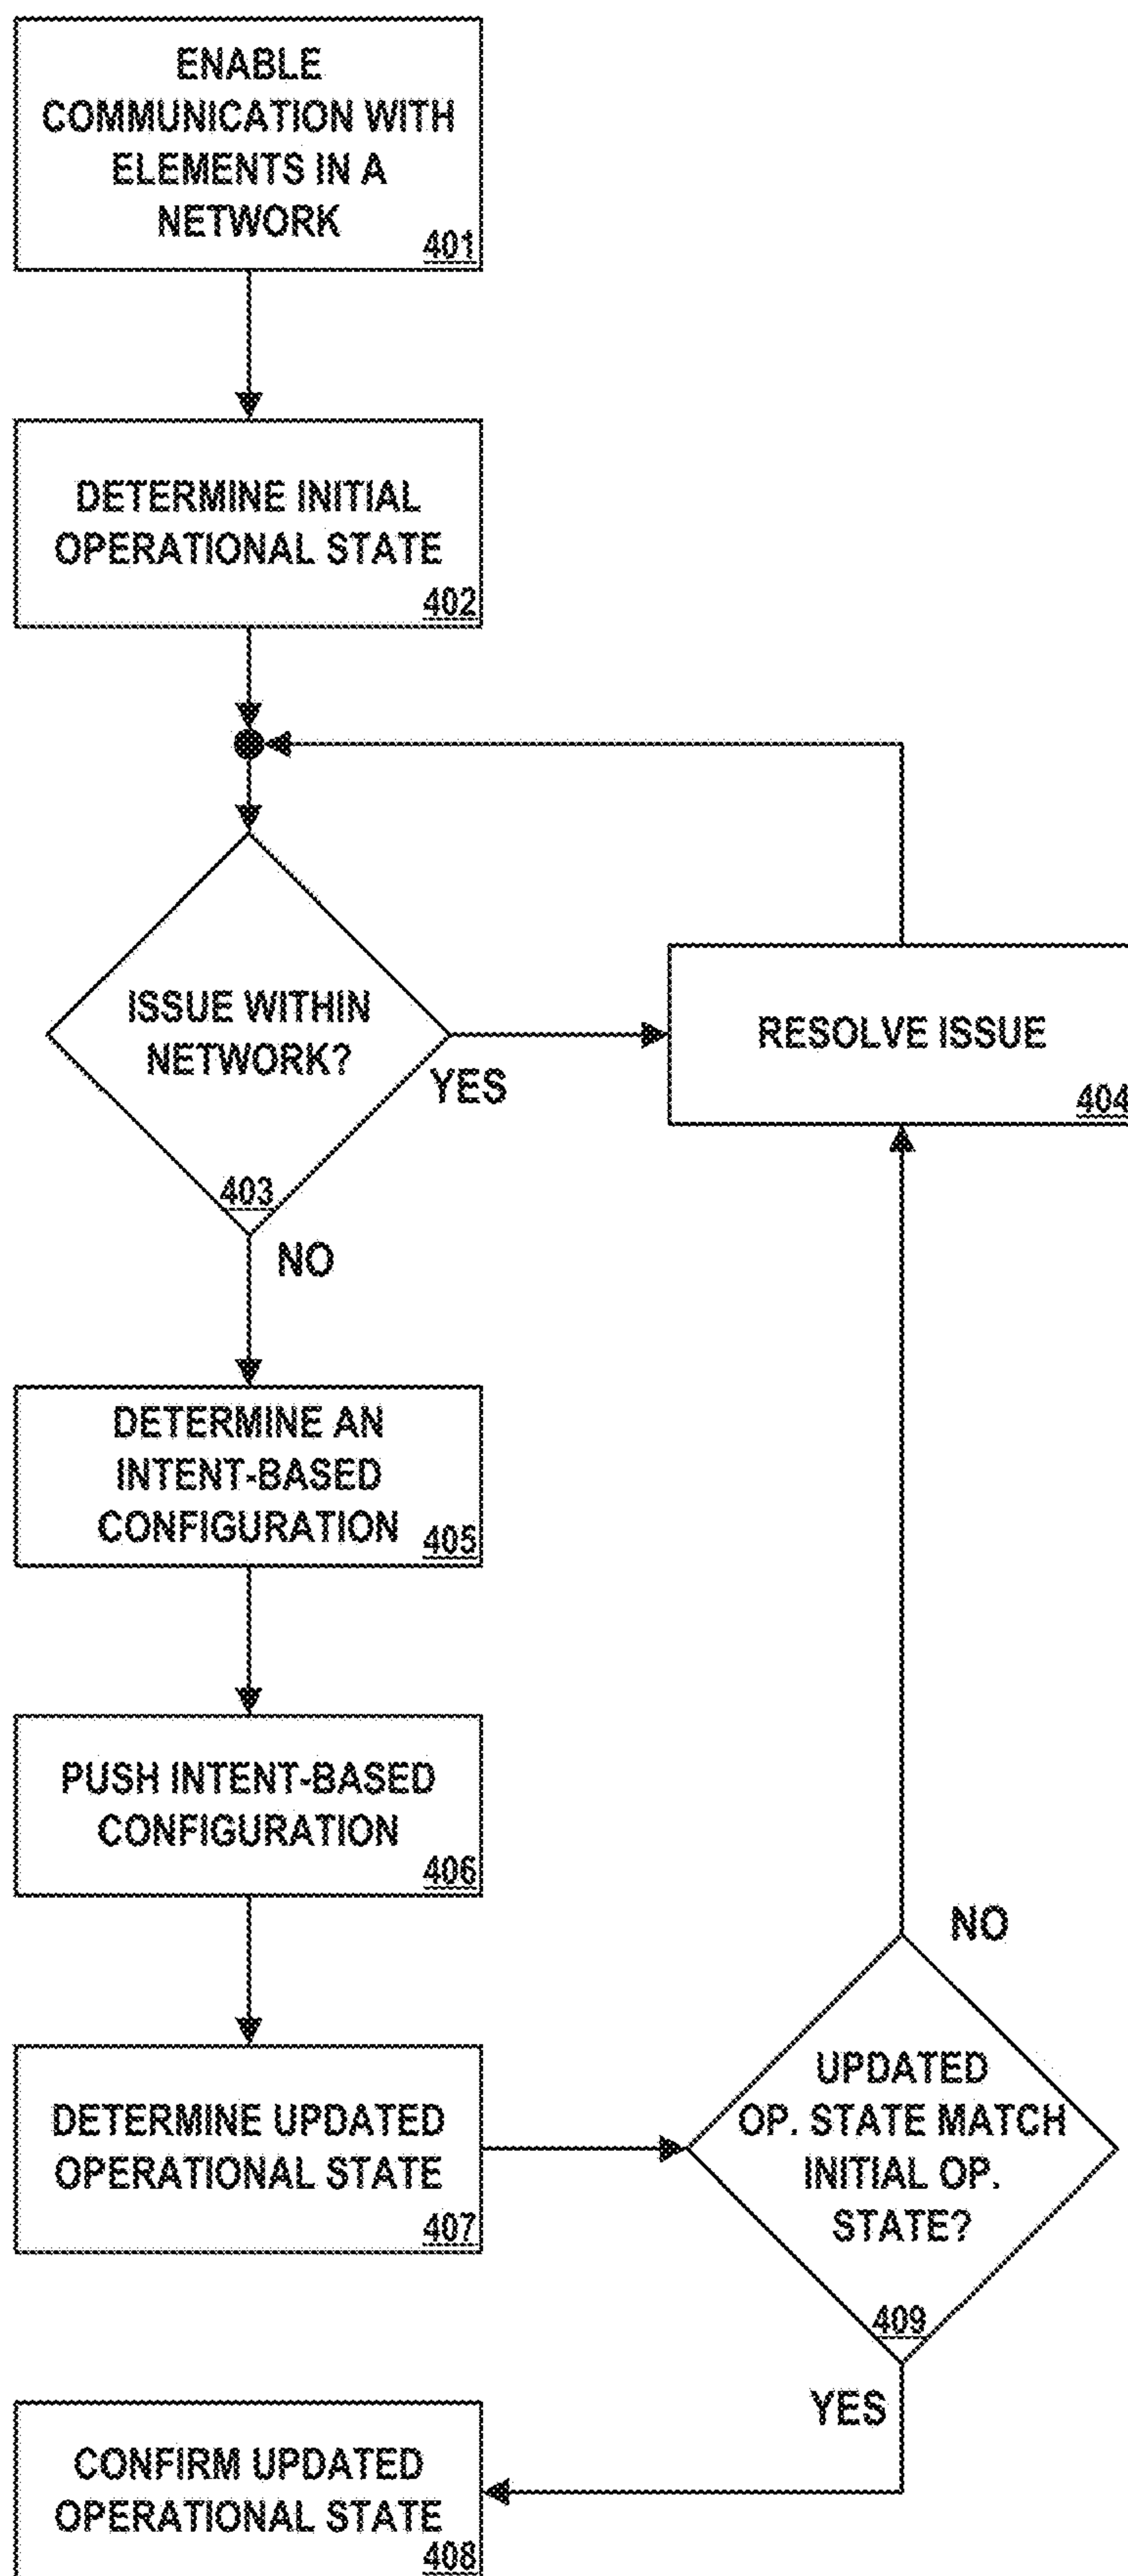 ENABLE
COMMUNICATION WITH
ELEMENTS IN A
NETWORK
401
DETERMINE INITIAL
OPERATIONAL STATE
402
ISSUE WITHIN
NETWORK?
403
YES
NO
RESOLVE ISSUE
404
DETERMINE AN
INTENT-BASED
CONFIGURATION
405
PUSH INTENT-BASED
CONFIGURATION
406
DETERMINE UPDATED
OPERATIONAL STATE
407
NO
UPDATED
OP. STATE MATCH
INITIAL OP.
STATE?
409
YES
CONFIRM UPDATED
OPERATIONAL STATE
408